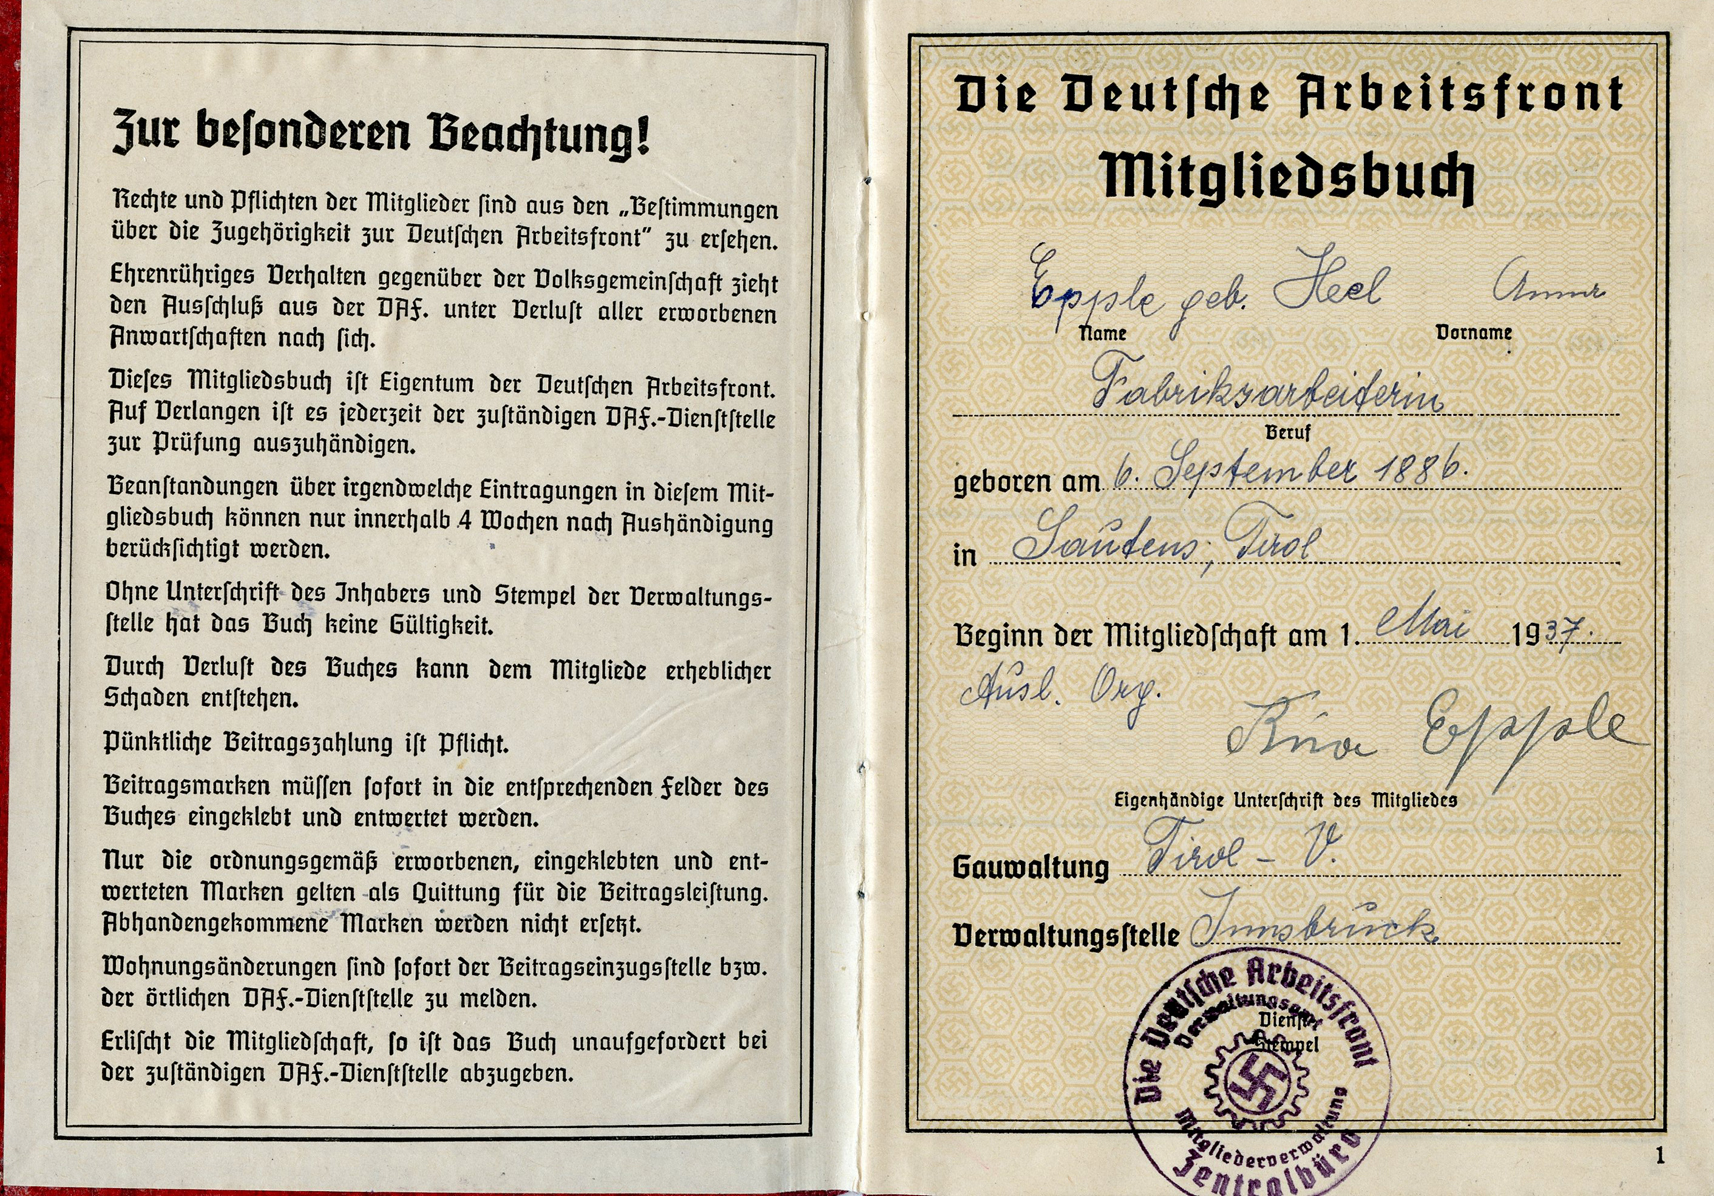 Zur besonderen Beachtung!
Rechte und Pflichten der Mitglieder sind aus den „Bestimmungen
über die Zugehörigkeit zur Deutschen Arbeitsfront" zu ersehen.
Ehrenrühriges Verhalten gegenüber der Volksgemeinschaft zieht
den Ausschluß aus der DAF. unter Verlust aller erworbenen
Anwartschaften nach sich.
Dieses Mitgliedsbuch ist Eigentum der Deutschen Arbeitsfront.
Auf Verlangen ist es jederzeit der zuständigen DAF.-Dienststelle
zur Prüfung auszuhändigen.
Beanstandungen über irgendwelche Eintragungen in diesem Mit-
gliedsbuch können nur innerhalb 4 Wochen nach Aushändigung
berücksichtigt werden.
Ohne Unterschrift des Inhabers und Stempel der Verwaltungs-
stelle hat das Buch keine Gültigkeit.
Durch Verlust des Buches kann dem Mitgliede erheblicher
Schaden entstehen.
Pünktliche Beitragszahlung ist Pflicht.
Beitragsmarken müssen sofort in die entsprechenden Felder des
Buches eingeklebt und entwertet werden.
Nur die ordnungsgemäß erworbenen, eingeklebten und ent-
werteten Marken gelten als Quittung für die Beitragsleistung.
Abhandengekommene Marken werden nicht ersetzt.
Wohnungsänderungen sind sofort der Beitragseinzugsstelle bzw.
der örtlichen DAF.-Dienststelle zu melden.
Erlischt die Mitgliedschaft, so ist das Buch unaufgefordert bei
der zuständigen DAF.-Dienststelle abzugeben.
Die Deutsche Arbeitsfront
Mitgliedsbuch
Epple geb. Heel Anna
Name Vorname
Fabriksarbeiterin
Beruf
geboren am 6. September 1886.
in Sautens, Tirol
Beginn der Mitgliedschaft am 1. Mai 1937.
Ausl. Org.
Epple
Eigenhändige Unterschrift des Mitgliedes
Gauwaltung Tirol - V.
Verwaltungsstelle Innsbruck
Die Deutsche Arbeitsfront
Verwaltungsamt
Dienst-
Stempel
Mitgliederverwaltung
Zentralbüro
1